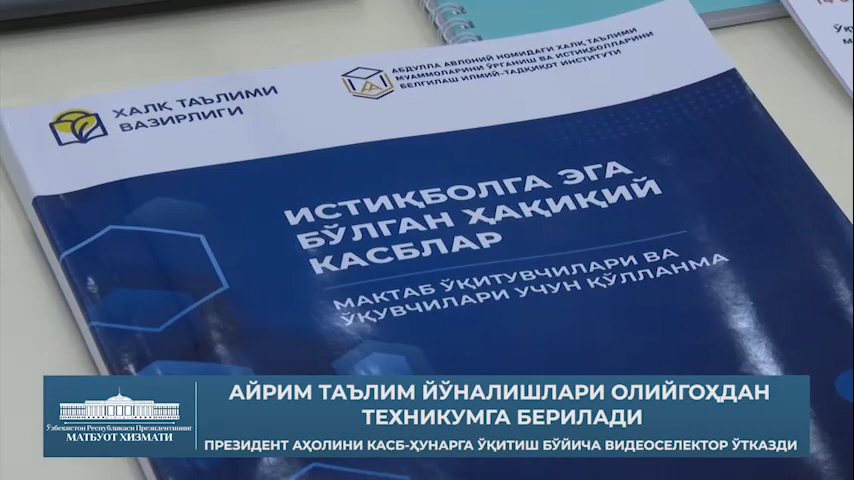 ХАЛҚ ТАЪЛИМИ
ВАЗИРЛИГИ
АБДУЛЛА АВЛОНИЙ НОМИДАГИ ХАЛҚ ТАЪЛИМИ
МУАММОЛАРИНИ ЎРГАНИШ ВА ИСТИҚБОЛЛАРИНИ
БЕЛГИЛАШ ИЛМИЙ-ТАДҚИҚОТ ИНСТИТУТИ
ИСТИҚБОЛГА ЭГА
БЎЛГАН ҲАҚИҚИЙ
КАСБЛАР
МАКТАБ ЎҚИТУВЧИЛАРИ ВА
ЎҚУВЧИЛАРИ УЧУН ҚЎЛЛАНМА
Ўзбекистон Республикаси Президентининг
МАТБУОТ ХИЗМАТИ
АЙРИМ ТАЪЛИМ ЙЎНАЛИШЛАРИ ОЛИЙГОҲДАН
ТЕХНИКУМГА БЕРИЛАДИ
ПРЕЗИДЕНТ АҲОЛИНИ КАСБ-ҲУНАРГА ЎҚИТИШ БЎЙИЧА ВИДЕОСЕЛЕКТОР ЎТКАЗДИ